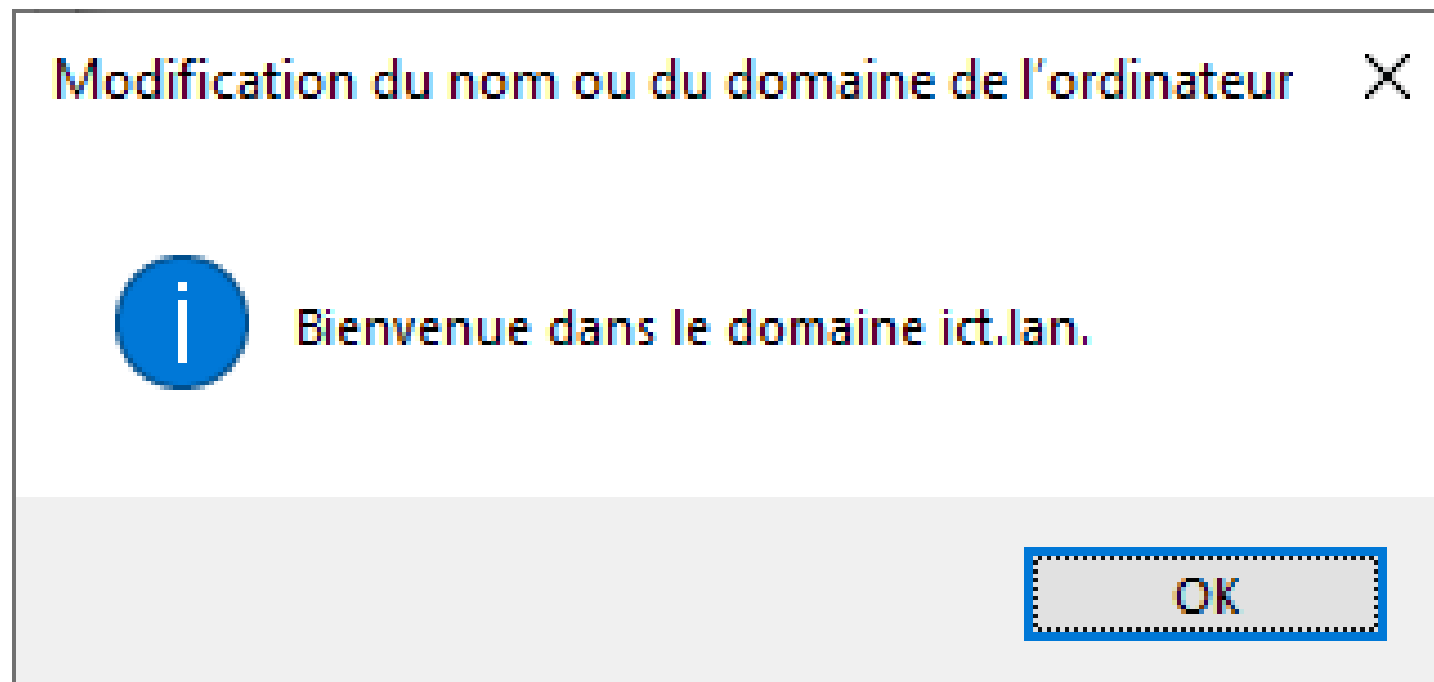 Modification du nom ou du domaine de l'ordinateur
Bienvenue dans le domaine ict.lan.
OK